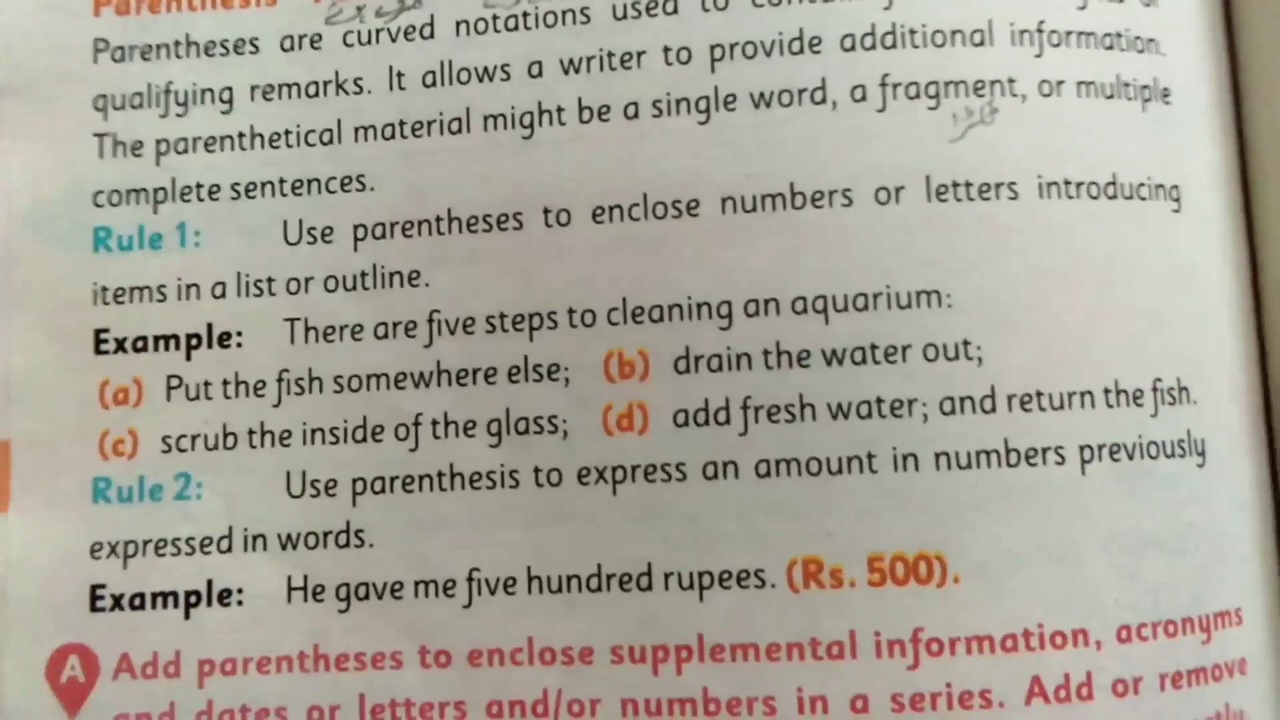 Parenthesis
Parentheses are curved notations used to
qualifying remarks. It allows a writer to provide additional information.
The parenthetical material might be a single word, a fragment, or multiple
complete sentences.
Rule 1: Use parentheses to enclose numbers or letters introducing
items in a list or outline.
Example: There are five steps to cleaning an aquarium:
(a) Put the fish somewhere else; (b) drain the water out;
(c) scrub the inside of the glass; (d) add fresh water; and return the fish.
Rule 2: Use parenthesis to express an amount in numbers previously
expressed in words.
Example: He gave me five hundred rupees. (Rs. 500).
A Add parentheses to enclose supplemental information, acronyms
and dates or letters and/or numbers in a series. Add or remove